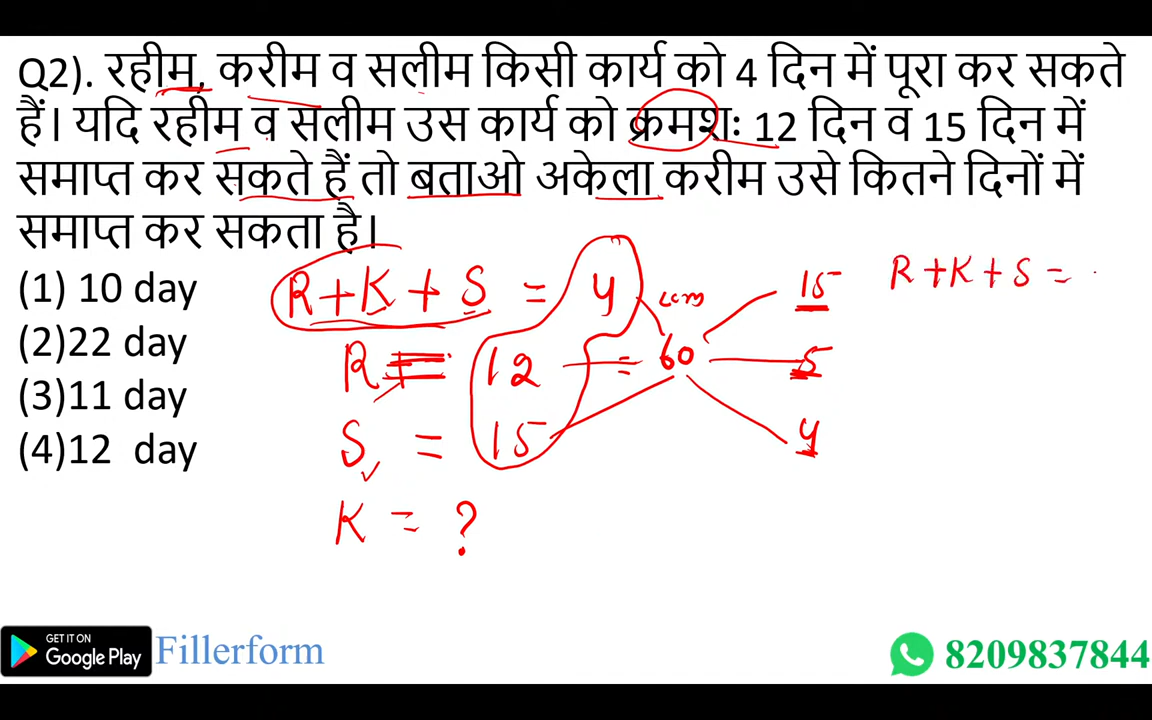 Q2). रहीम, करीम व सलीम किसी कार्य को 4 दिन में पूरा कर सकते
हैं। यदि रहीम व सलीम उस कार्य को क्रमशः 12 दिन व 15 दिन में
समाप्त कर सकते हैं तो बताओ अकेला करीम उसे कितने दिनों में
समाप्त कर सकता है।
(1) 10 day
(2)22 day
(3)11 day
(4)12 day
R+K+S = 4
R = 12 = 60
S = 15
K = ?
LCM
15
5
4
R+K+S =
GET IT ON
Google Play
Fillerform
8209837844